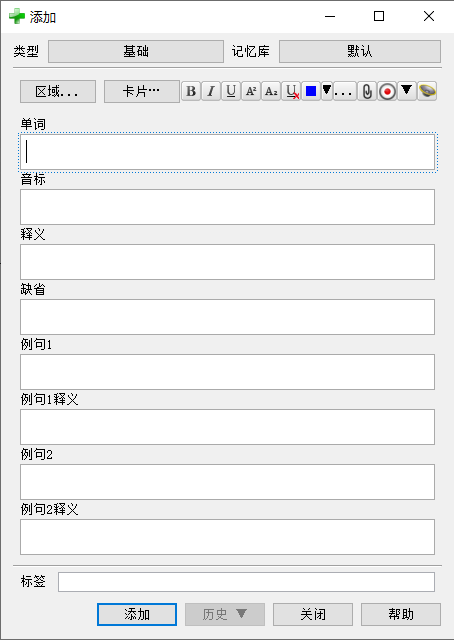 添加
类型 基础 记忆库 默认
区域... 卡片… B I U A² A₂ U ...
单词
音标
释义
缺省
例句1
例句1释义
例句2
例句2释义
标签
添加 历史 ▼ 关闭 帮助